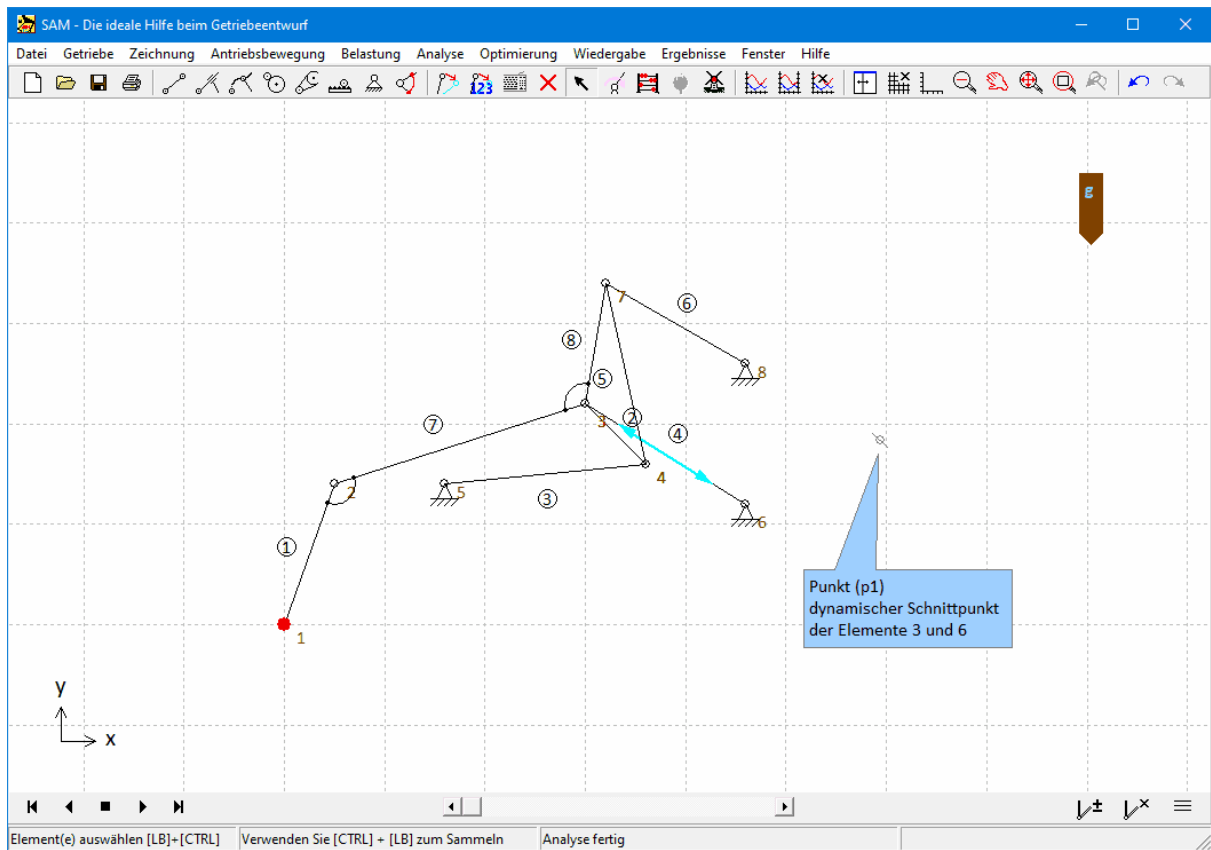 SAM - Die ideale Hilfe beim Getriebeentwurf
Datei Getriebe Zeichnung Antriebsbewegung Belastung Analyse Optimierung Wiedergabe Ergebnisse Fenster Hilfe
123
g
7
6
8
8
5
3
2
4
7
4
2
5
3
6
1
1
Punkt (p1)
dynamischer Schnittpunkt
der Elemente 3 und 6
y
x
Element(e) auswählen [LB]+[CTRL] Verwenden Sie [CTRL] + [LB] zum Sammeln Analyse fertig